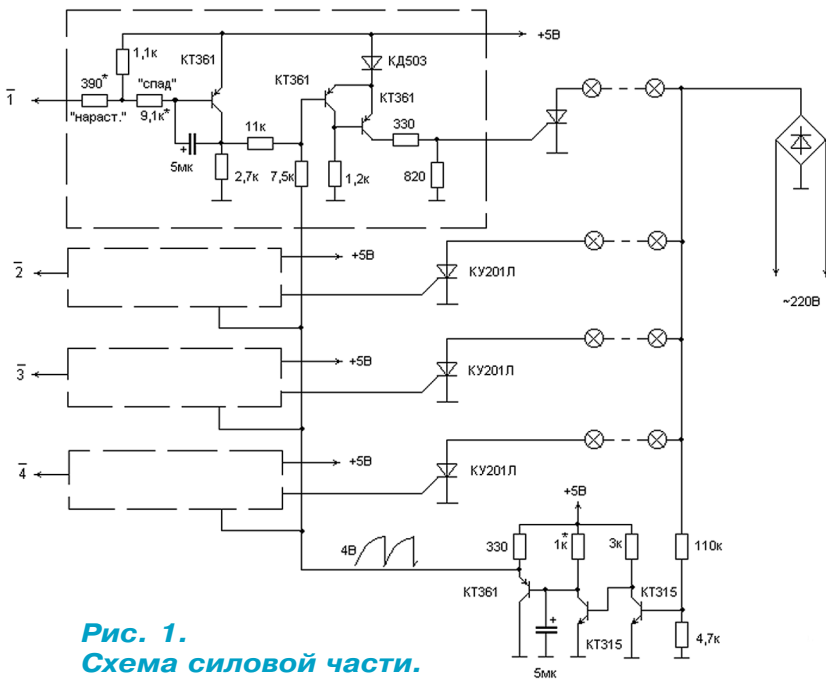 +5В
1,1к
КТ361
КД503
390*
"спад"
КТ361
КТ361
1
"нараст."
9,1к*
11к
330
+
5мк
2,7к
7,5к
1,2к
820
+5В
2
КУ201Л
~220В
+5В
3
КУ201Л
+5В
4
КУ201Л
+5В
4В
330
1к*
3к
110к
КТ361
КТ315
+
КТ315
4,7к
5мк
Рис. 1.
Схема силовой части.